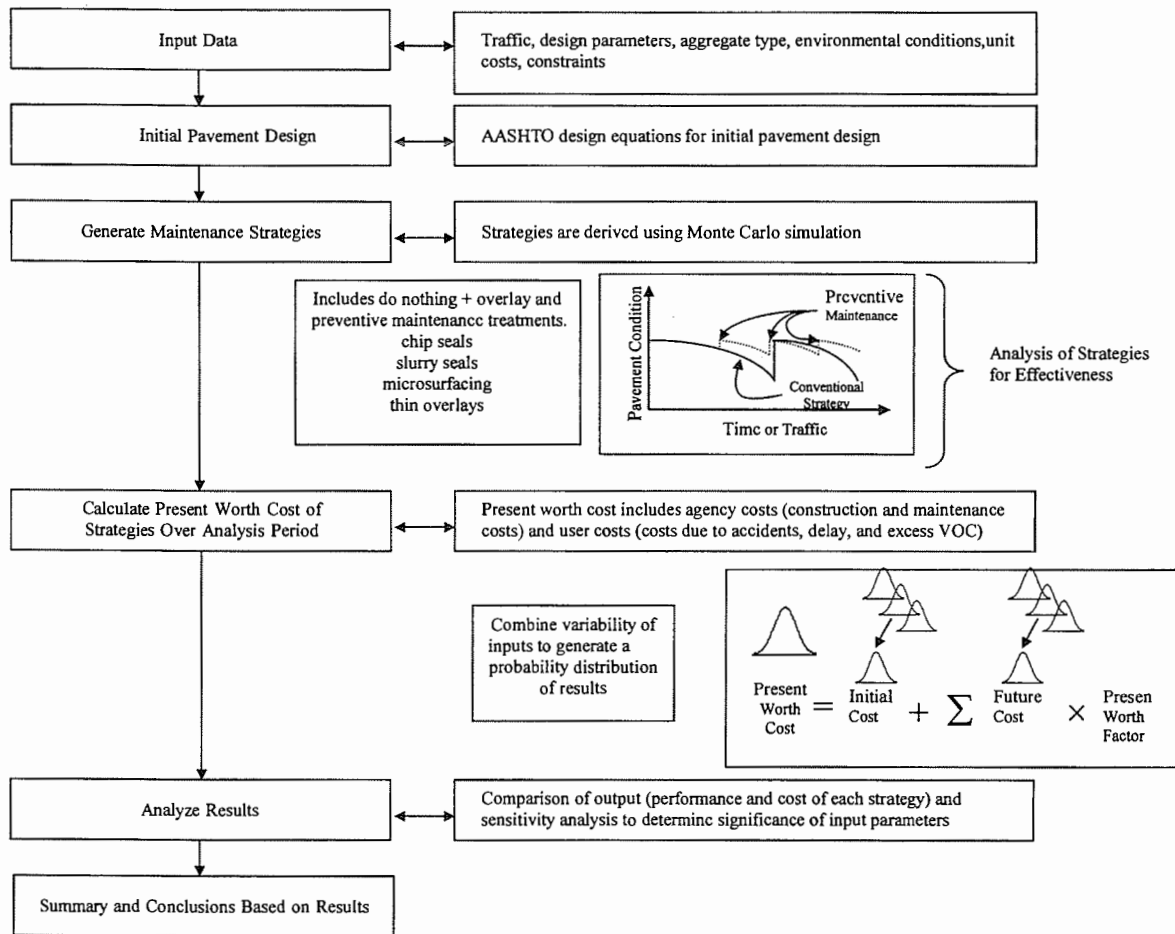 Input Data
Traffic, design parameters, aggregate type, environmental conditions,unit
costs, constraints
Initial Pavement Design
AASHTO design equations for initial pavement design
Generate Maintenance Strategies
Strategies are derived using Monte Carlo simulation
Includes do nothing + overlay and
preventive maintenance treatments.
chip seals
slurry seals
microsurfacing
thin overlays
Pavement Condition
Preventive
Maintenance
Conventional
Strategy
Time or Traffic
Analysis of Strategies
for Effectiveness
Calculate Present Worth Cost of
Strategies Over Analysis Period
Present worth cost includes agency costs (construction and maintenance
costs) and user costs (costs due to accidents, delay, and excess VOC)
Combine variability of
inputs to generate a
probability distribution
of results
Present
Worth
Cost
=
Initial
Cost
+
∑
Future
Cost
×
Presen
Worth
Factor
Analyze Results
Comparison of output (performance and cost of each strategy) and
sensitivity analysis to determine significance of input parameters
Summary and Conclusions Based on Results